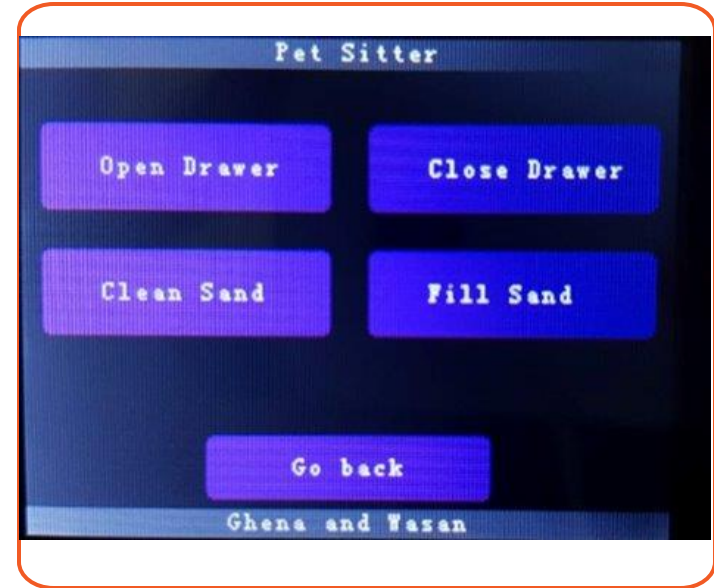 Pet Sitter
Open Drawer Close Drawer
Clean Sand Fill Sand
Go back
Ghena and Wasan